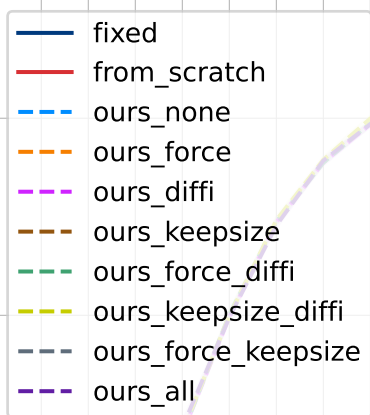 fixed
from_scratch
ours_none
ours_force
ours_diffi
ours_keepsize
ours_force_diffi
ours_keepsize_diffi
ours_force_keepsize
ours_all